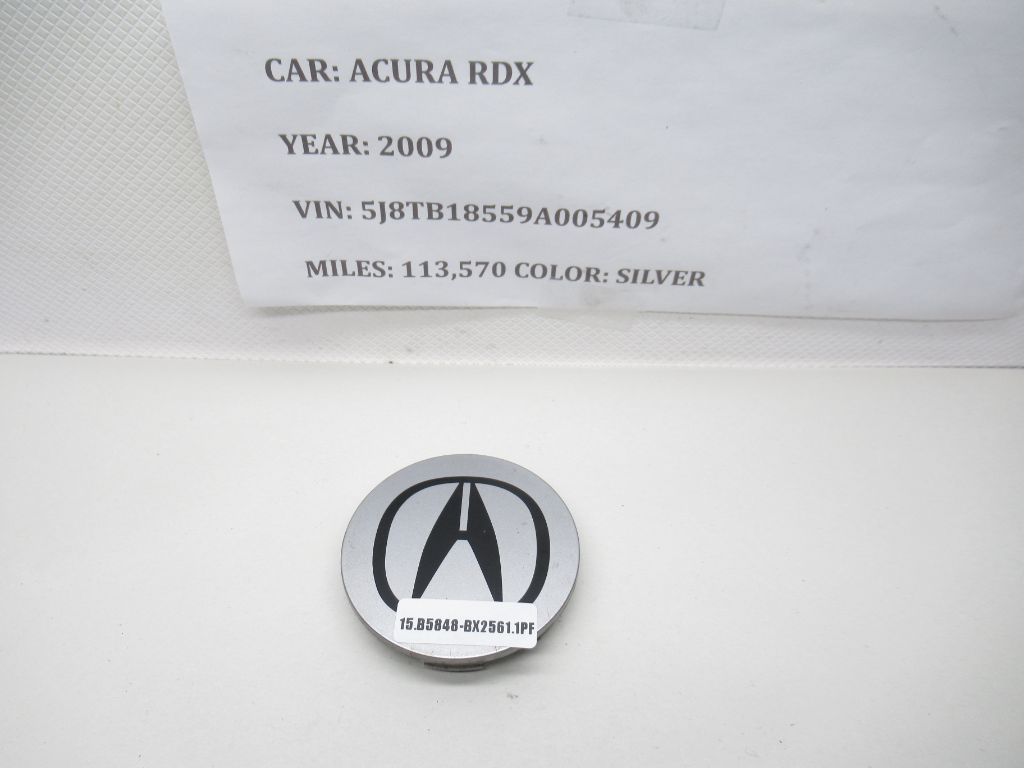 CAR: ACURA RDX
YEAR: 2009
VIN: 5J8TB18559A005409
MILES: 113,570 COLOR: SILVER
15.B5848-BX2561.1PF